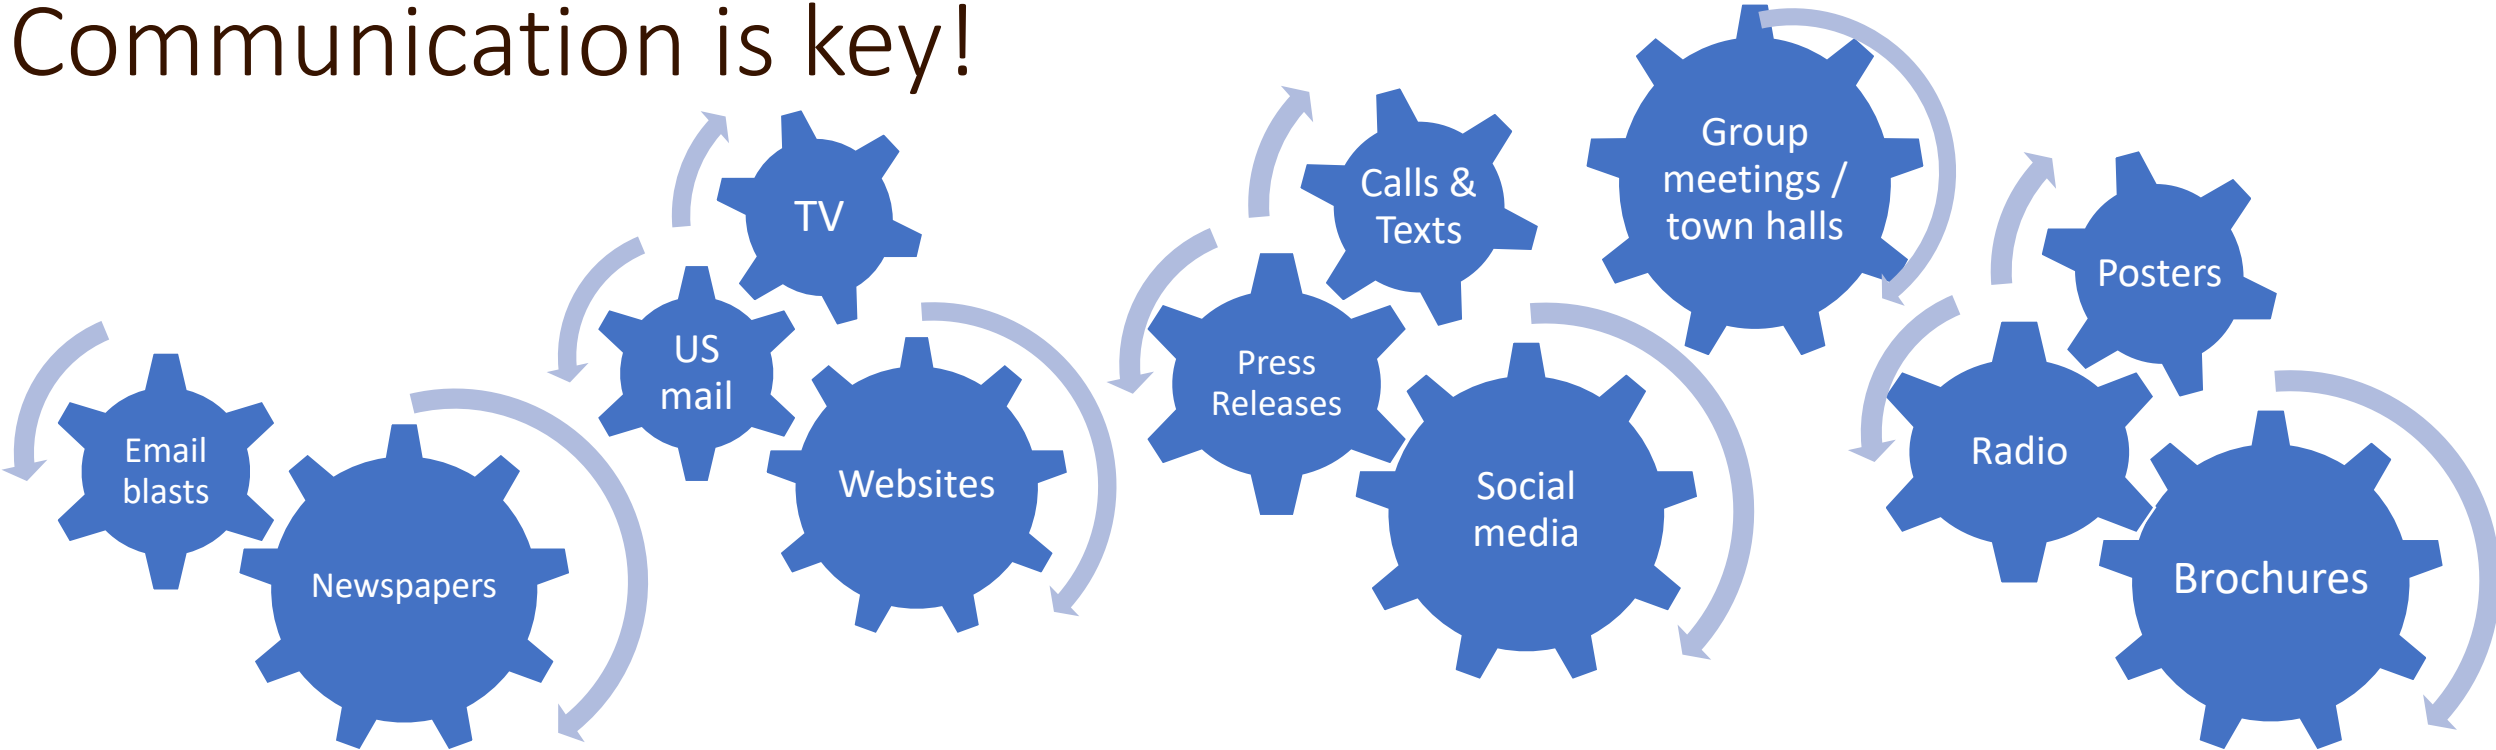 Communication is key!
Email
blasts
Newspapers
US
mail
TV
Websites
Press
Releases
Calls &
Texts
Social
media
Group
meetings /
town halls
Radio
Posters
Brochures